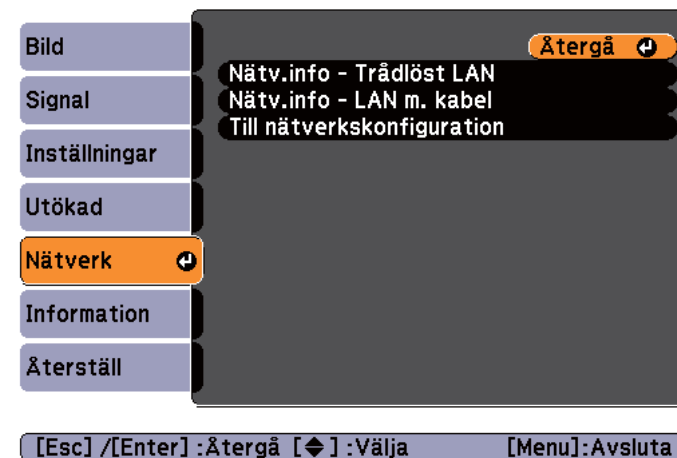 Bild
Signal
Inställningar
Utökad
Nätverk
Information
Återställ
Återgå
Nätv.info - Trådlöst LAN
Nätv.info - LAN m. kabel
Till nätverkskonfiguration
[Esc] /[Enter] :Återgå [◆] :Välja [Menu]:Avsluta